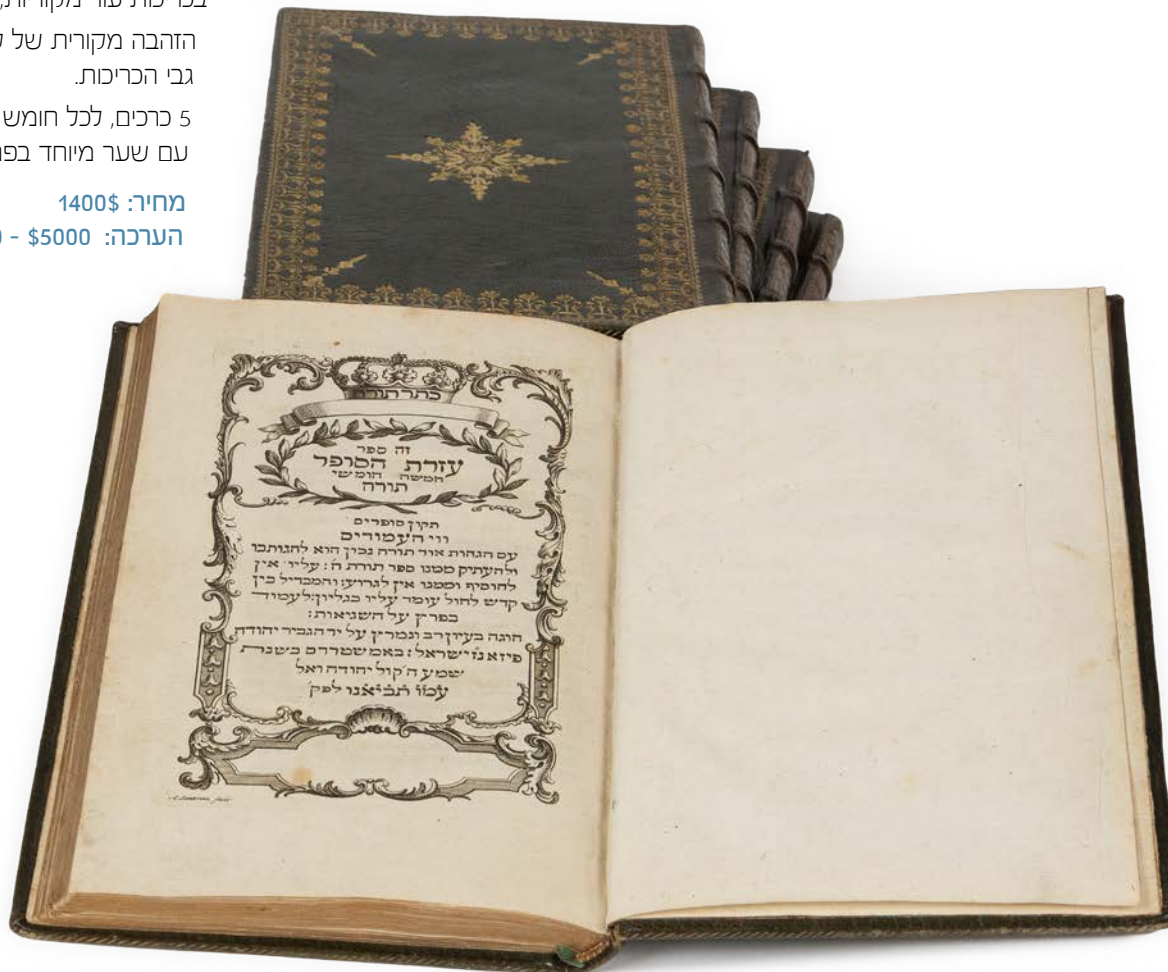 בכריכות עור מקוריות,
הזהבה מקורית של
גבי הכריכות.
5 כרכים, לכל חומש
עם שער מיוחד
מחיר: 1400$
הערכה: $5000 -
כתר תורה
זה ספר
עזרת הסופר
חמשה חומשי
תורה
תקון סופרים
ווי העמודים
עם הגהות אור תורה נכון הוא להגות בו
ולהעתיק ממנו ספר תורת ה': עליו אין
להוסיף וממנו אין לגרוע: והמבדיל בין
קדש לחול עומד עליו בגליון: לעמוד
בפרץ על השגיאות:
הוגה בעיון רב ונמרץ על יד הגביר יהודה
פיזא נ"ישראל: באמשטרדם בשנת
שמע ה' קול יהודה ואל
עמו תביאנו לפק'